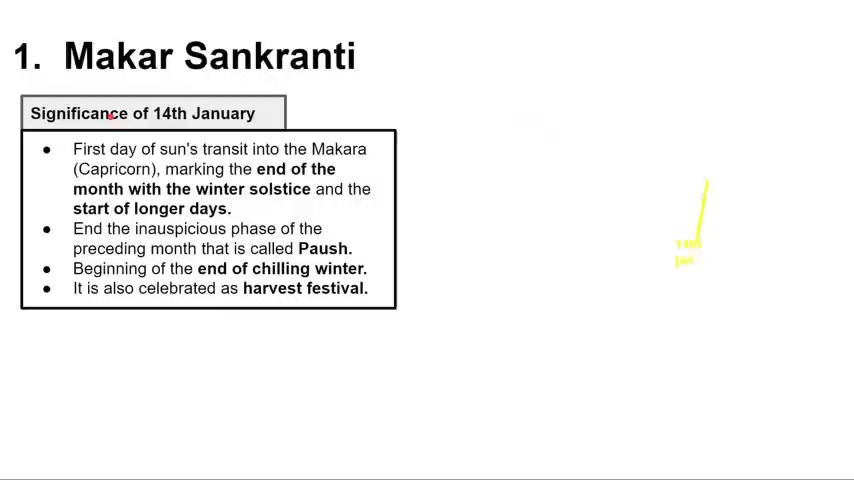 1. Makar Sankranti
Significance of 14th January
● First day of sun's transit into the Makara
(Capricorn), marking the end of the
month with the winter solstice and the
start of longer days.
● End the inauspicious phase of the
preceding month that is called Paush.
● Beginning of the end of chilling winter.
● It is also celebrated as harvest festival.